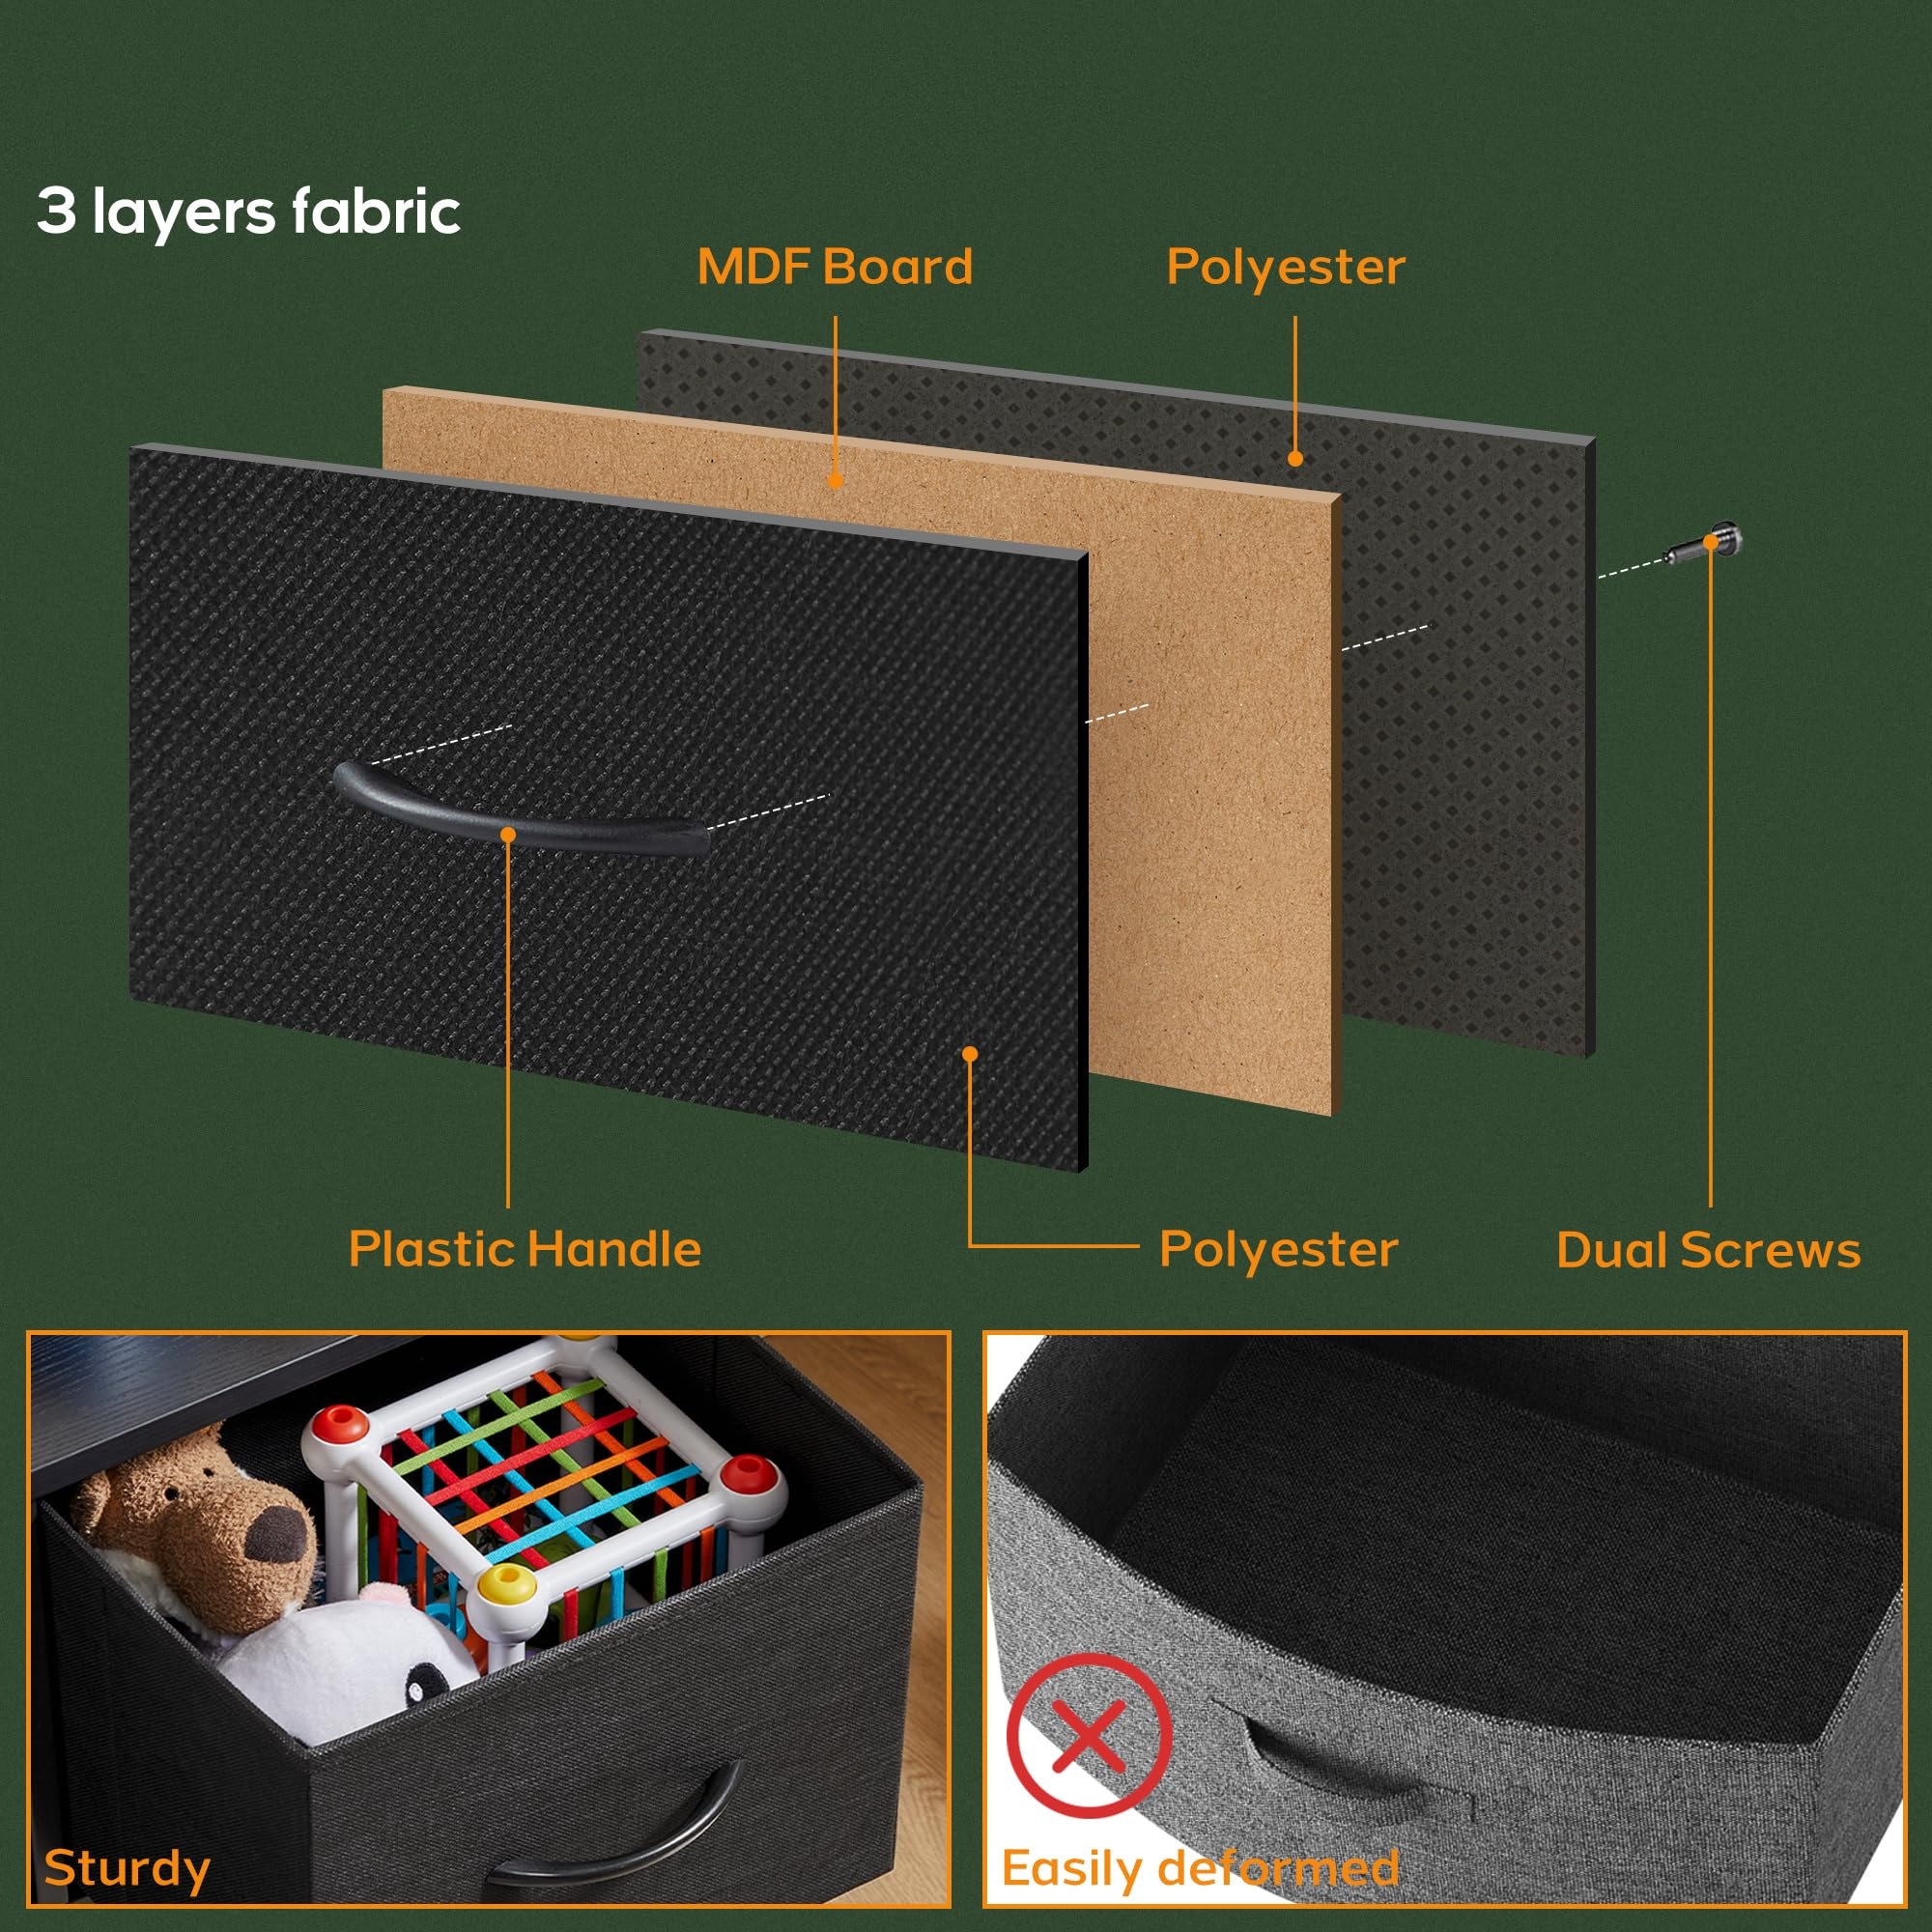 3 layers fabric
MDF Board
Polyester
Plastic Handle
Polyester
Dual Screws
Sturdy
Easily deformed